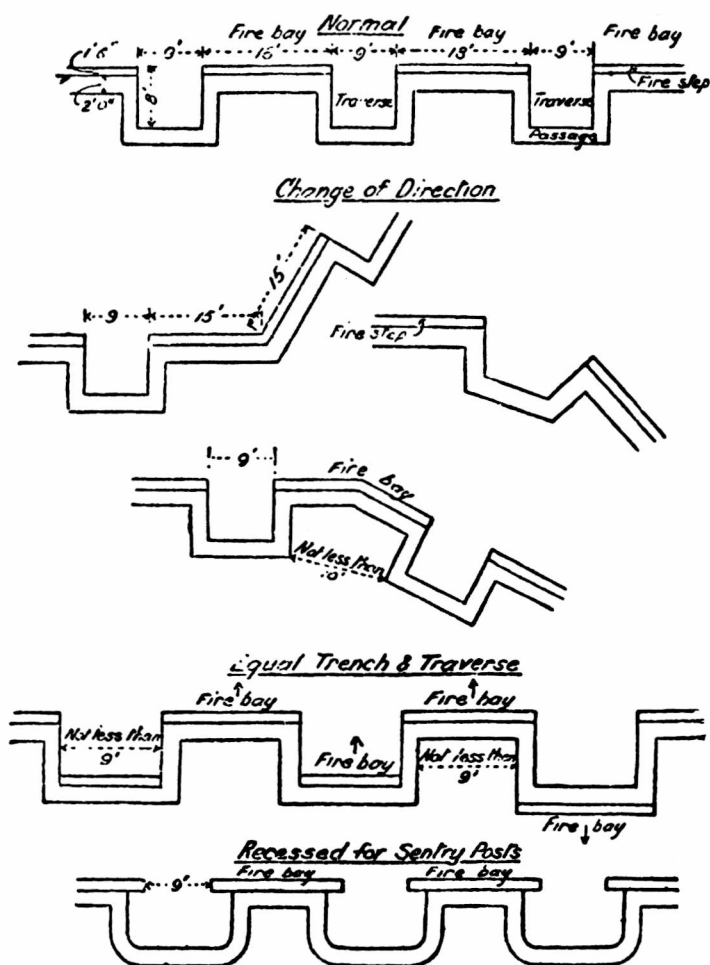 Normal
Fire bay
Fire bay
Fire bay
1'6"
9'
9'
9'
2'0"
8'
Traverse
Traverse
Fire step
Passage
Change of Direction
15'
9
15'
Fire step
9'
Fire bay
Not less than
Equal Trench & Traverse
Fire bay
Fire bay
Not less than
9'
Fire bay
Not less than
9'
Fire bay
Recessed for Sentry Posts
9'
Fire bay
Fire bay